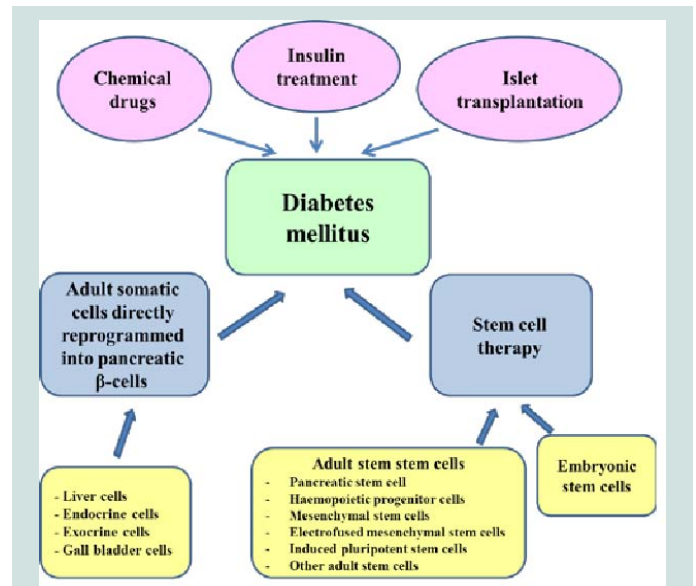 Chemical
drugs
Insulin
treatment
Islet
transplantation
Diabetes
mellitus
Adult somatic
cells directly
reprogrammed
into pancreatic
β-cells
Stem cell
therapy
- Liver cells
- Endocrine cells
- Exocrine cells
- Gall bladder cells
Adult stem stem cells
- Pancreatic stem cell
- Haemopoietic progenitor cells
- Mesenchymal stem cells
- Electrofused mesenchymal stem cells
- Induced pluripotent stem cells
- Other adult stem cells
Embryonic
stem cells